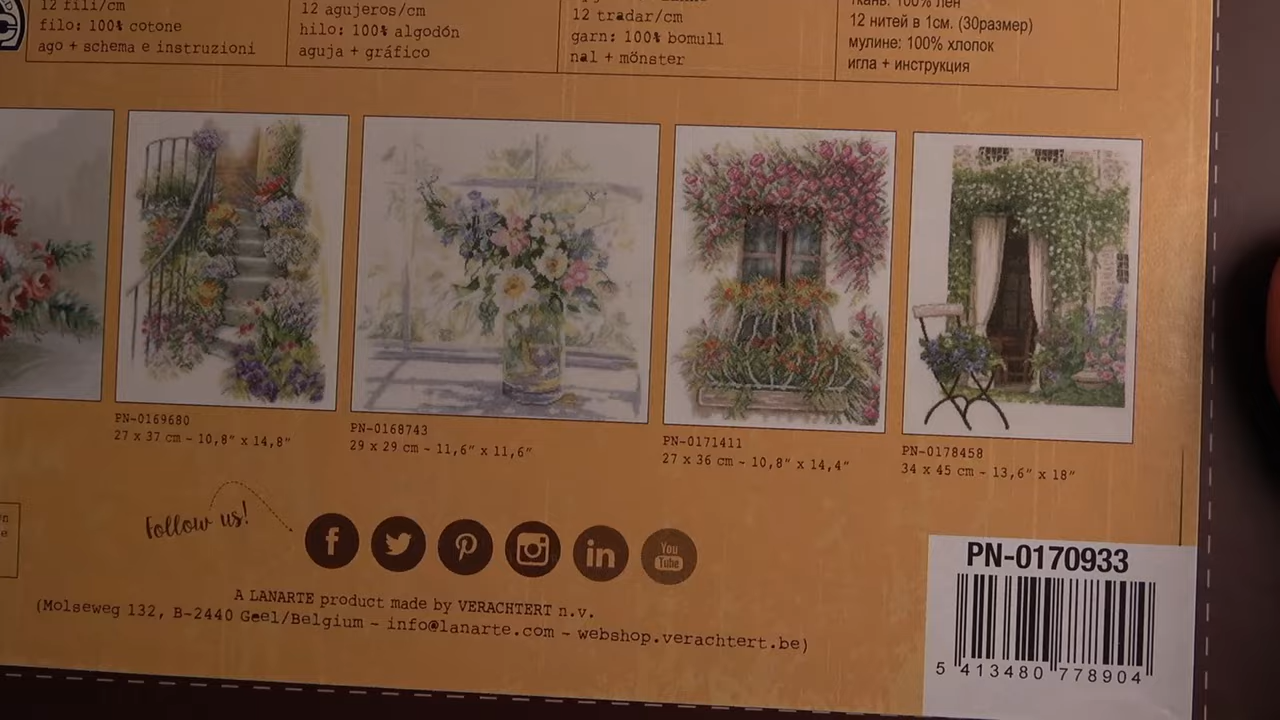 12 fili/cm
filo: 100% cotone
ago + schema e instruzioni
12 agujeros/cm
hilo: 100% algodón
aguja + gráfico
12 tradar/cm
garn: 100% bomull
nal + mönster
ткань: 100% лен
12 нитей в 1см. (30размер)
мулине: 100% хлопок
игла + инструкция
PN-0169680
27 x 37 cm - 10,8" x 14,8"
PN-0168743
29 x 29 cm - 11,6" x 11,6"
PN-0171411
27 x 36 cm - 10,8" x 14,4"
PN-0178458
34 x 45 cm - 13,6" x 18"
Follow us!
You
Tube
A LANARTE product made by VERACHTERT n.v.
(Molseweg 132, B-2440 Geel/Belgium - info@lanarte.com - webshop.verachtert.be)
PN-0170933
5 413480 778904